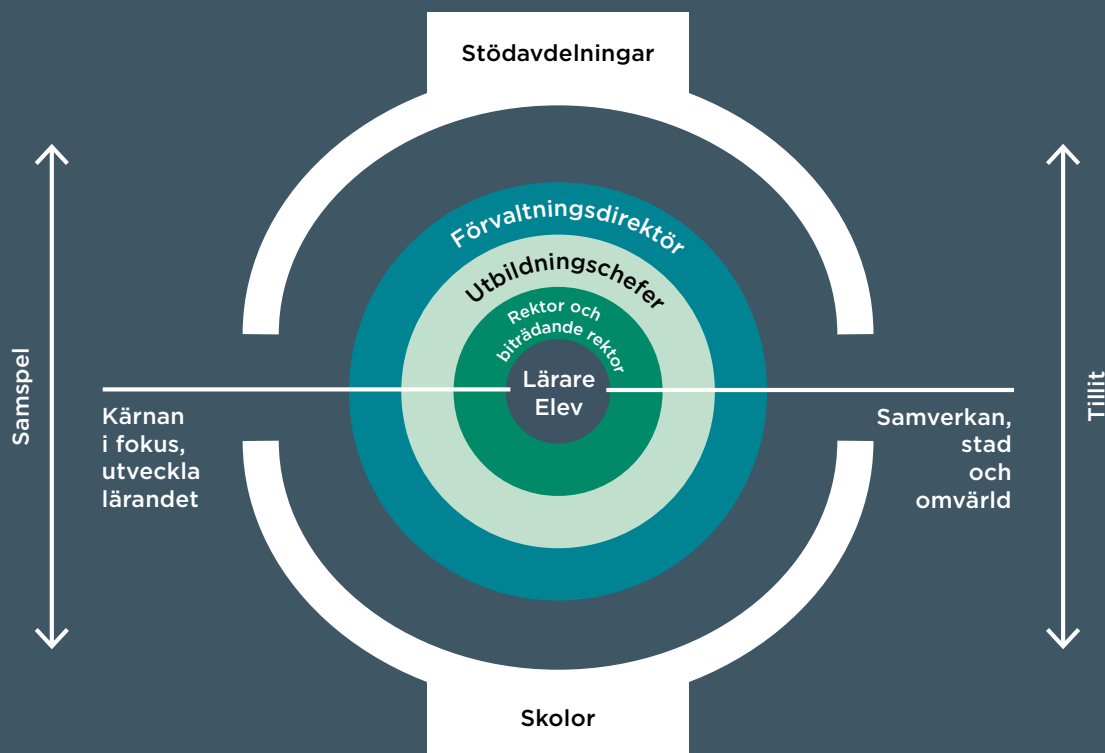 Stödavdelningar
Förvaltningsdirektör
Utbildningschefer
Rektor och
biträdande rektor
Lärare
Elev
Samspel
Kärnan
i fokus,
utveckla
lärandet
Samverkan,
stad
och
omvärld
Tillit
Skolor